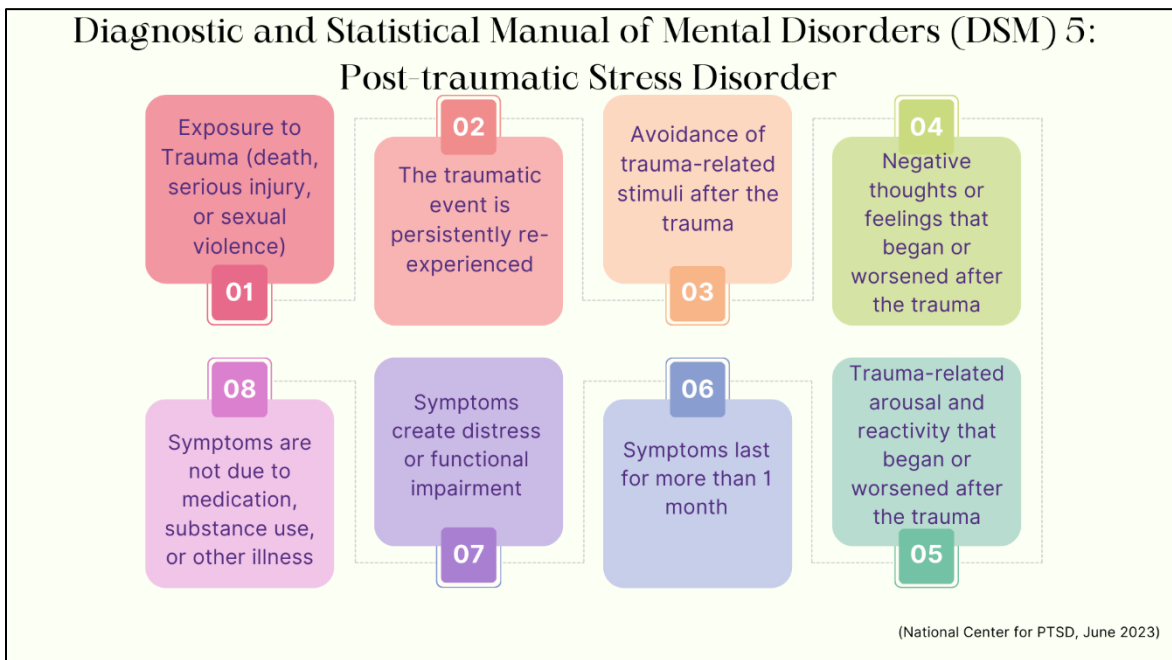 Diagnostic and Statistical Manual of Mental Disorders (DSM) 5:
Post-traumatic Stress Disorder
Exposure to
Trauma (death,
serious injury,
or sexual
violence)
01
02
The traumatic
event is
persistently re-
experienced
Avoidance of
trauma-related
stimuli after the
trauma
03
04
Negative
thoughts or
feelings that
began or
worsened after
the trauma
Trauma-related
arousal and
reactivity that
began or
worsened after
the trauma
05
06
Symptoms last
for more than 1
month
Symptoms
create distress
or functional
impairment
07
08
Symptoms are
not due to
medication,
substance use,
or other illness
(National Center for PTSD, June 2023)